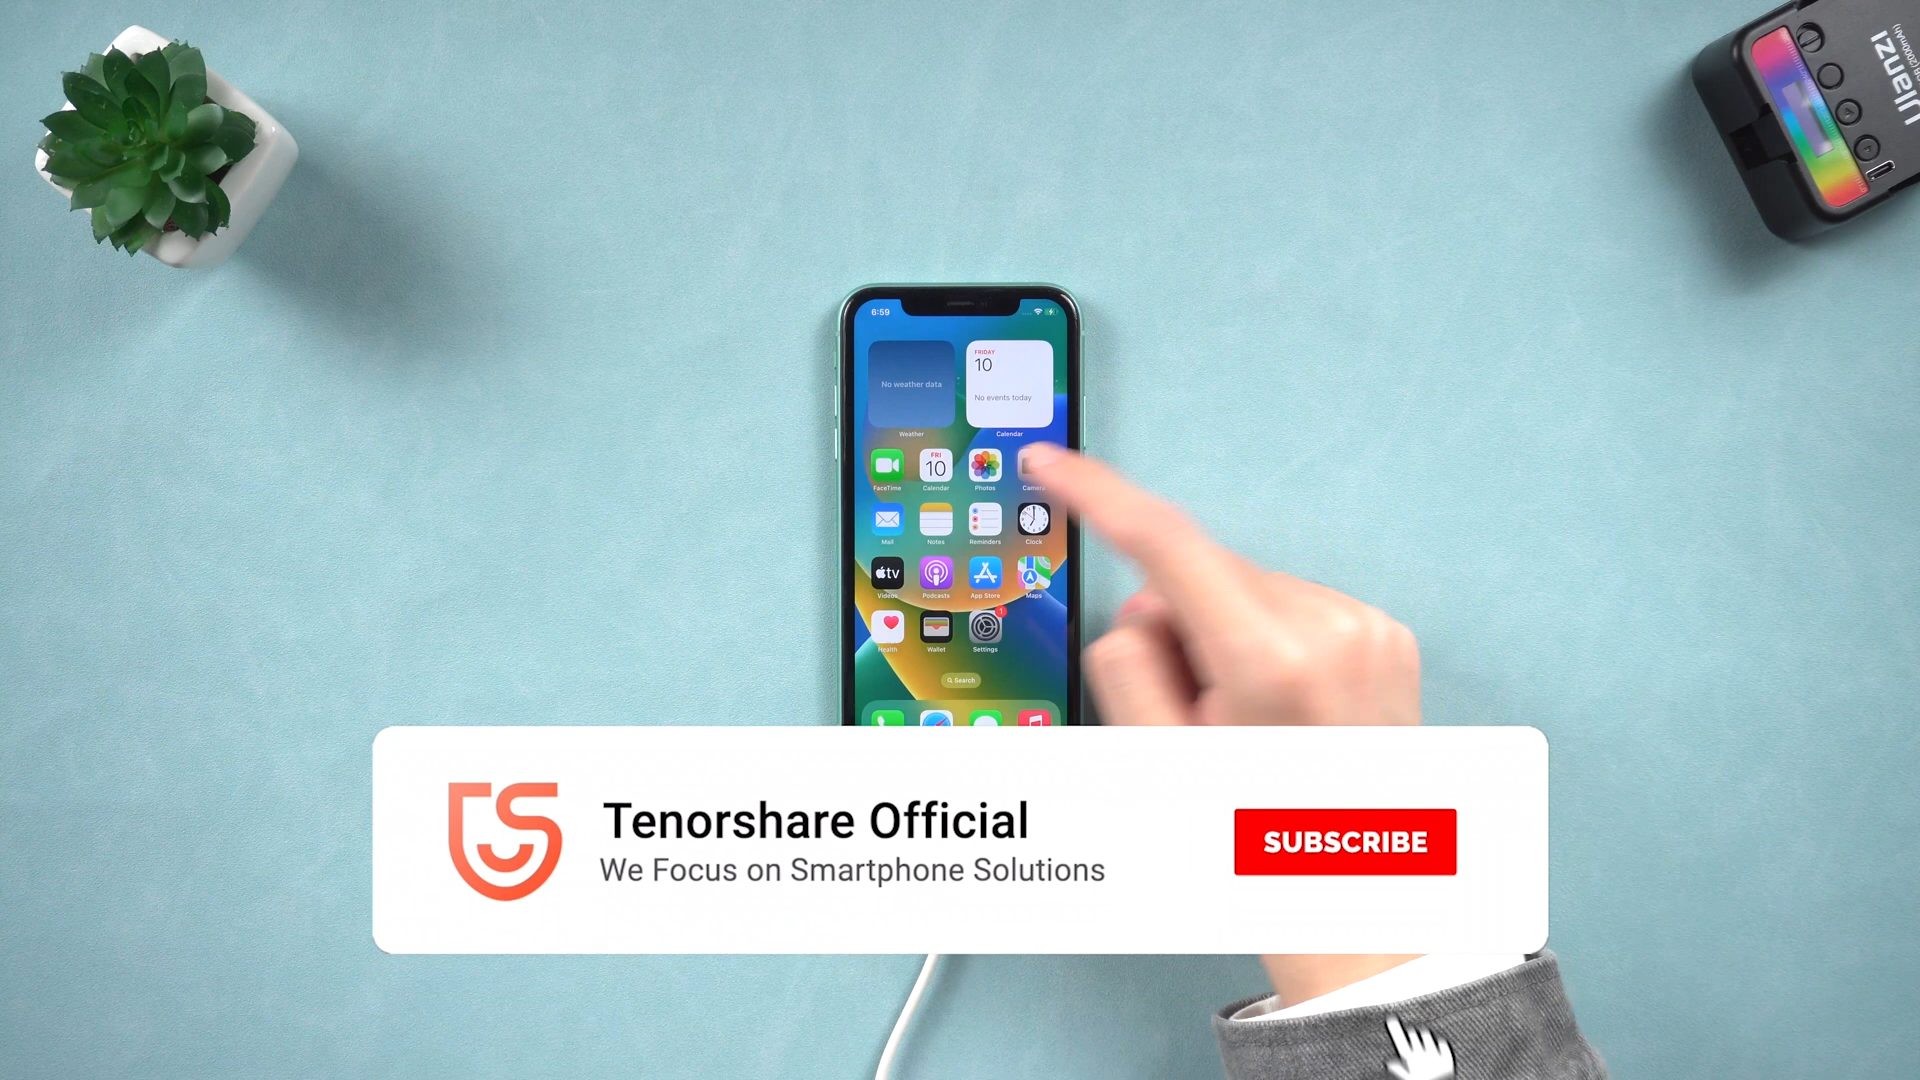 Ulanzi
6:59
No weather data
FRIDAY
10
No events today
Weather
Calendar
FRI
10
FaceTime
Calendar
Photos
Camera
Mail
Notes
Reminders
Clock
tv
Videos
Podcasts
App Store
Maps
1
Health
Wallet
Settings
Search
Tenorshare Official
We Focus on Smartphone Solutions
SUBSCRIBE